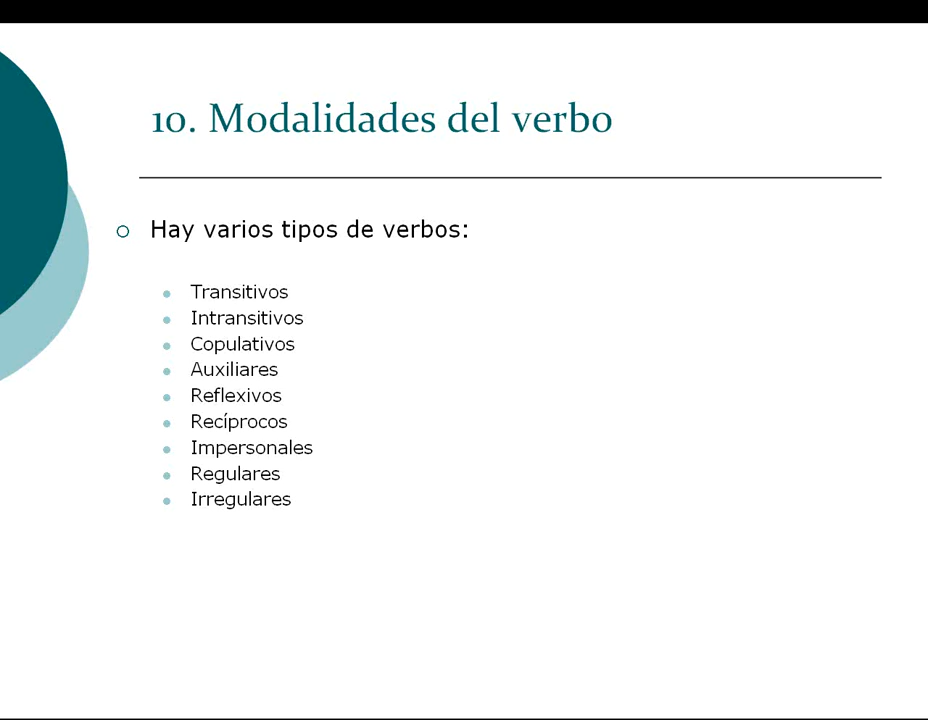 10. Modalidades del verbo
Hay varios tipos de verbos:
Transitivos
Intransitivos
Copulativos
Auxiliares
Reflexivos
Recíprocos
Impersonales
Regulares
Irregulares